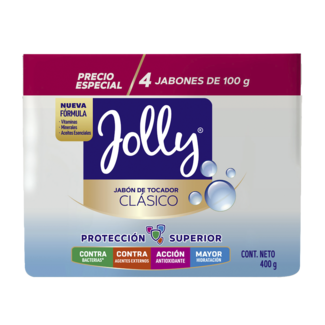 PRECIO
ESPECIAL / 4 JABONES DE 100 g
NUEVA
FÓRMULA
• Vitaminas
• Minerales
• Aceites Esenciales
Jolly®
JABÓN DE TOCADOR
CLÁSICO
PROTECCIÓN SUPERIOR
CONTRA
BACTERIAS*
CONTRA
AGENTES EXTERNOS
ACCIÓN
ANTIOXIDANTE
MAYOR
HIDRATACIÓN
CONT. NETO
400 g